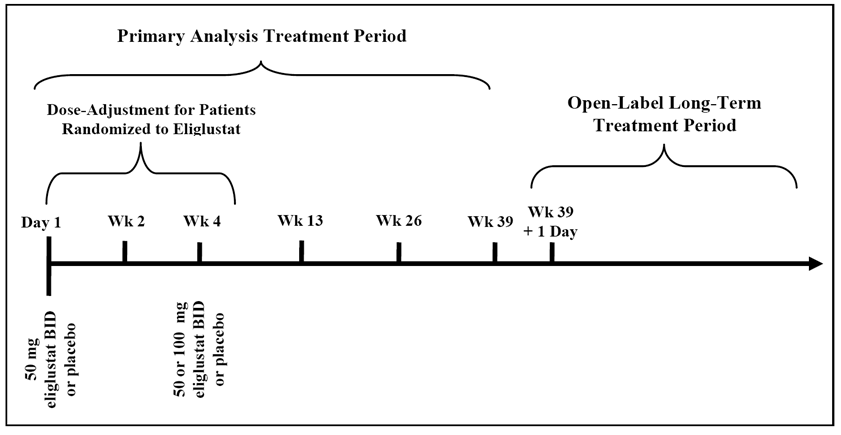 Primary Analysis Treatment Period
Dose-Adjustment for Patients
Randomized to Eliglustat
Open-Label Long-Term
Treatment Period
Day 1
Wk 2
Wk 4
Wk 13
Wk 26
Wk 39
Wk 39
+ 1 Day
50 mg
eliglustat BID
or placebo
50 or 100 mg
eliglustat BID
or placebo